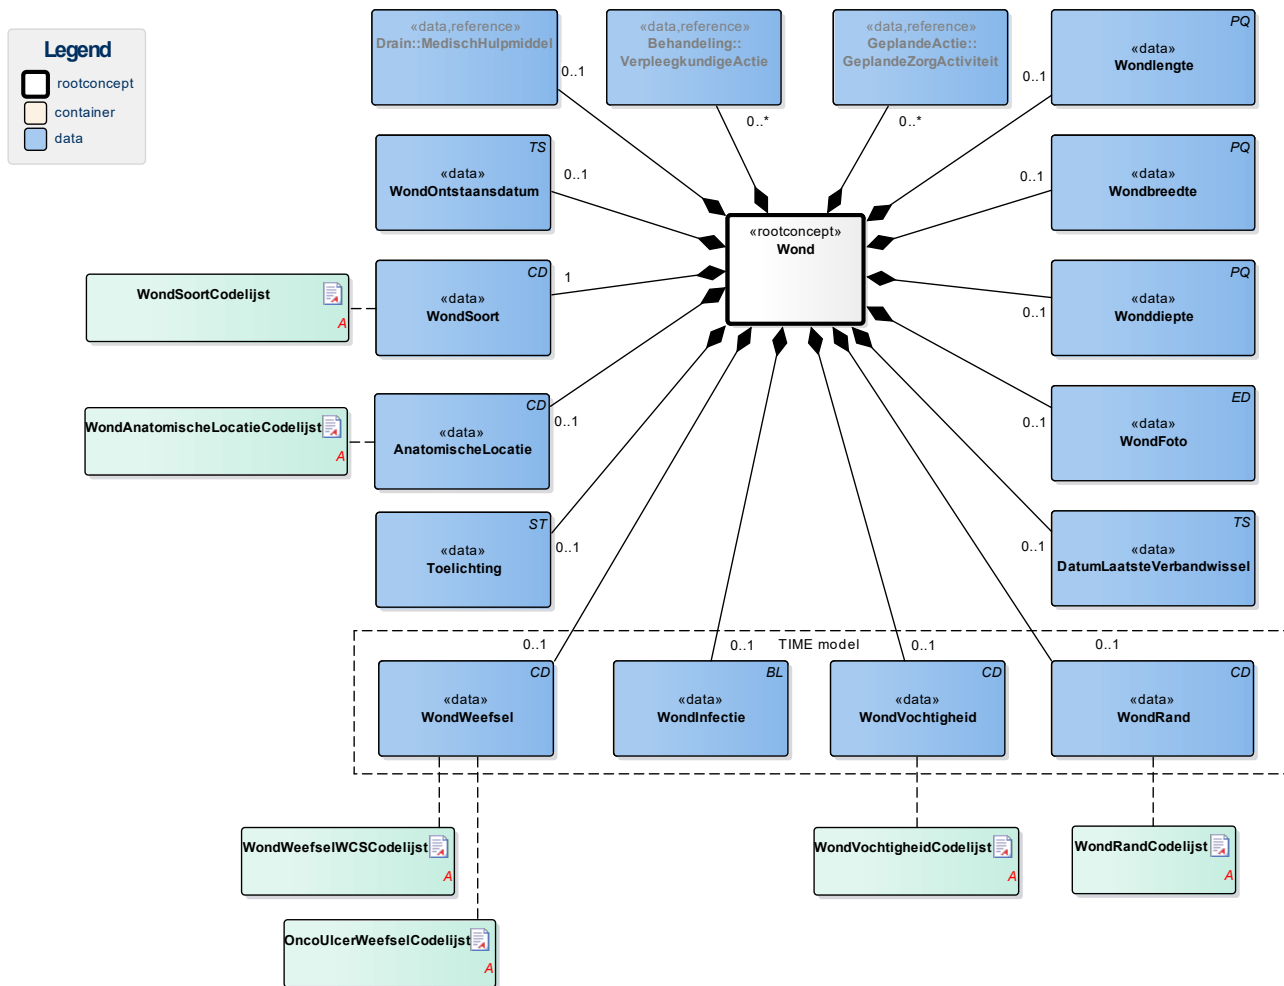 Legend
rootconcept
container
data
«data,reference»
Drain::MedischHulpmiddel
0..1
«data,reference»
Behandeling::
VerpleegkundigeActie
0..*
«data,reference»
GeplandeActie::
GeplandeZorgActiviteit
0..*
PQ
«data»
Wondlengte
0..1
TS
«data»
WondOntstaansdatum
0..1
PQ
«data»
Wondbreedte
0..1
«rootconcept»
Wond
WondSoortCodelijst
A
CD
«data»
WondSoort
1
PQ
«data»
Wonddiepte
0..1
WondAnatomischeLocatieCodelijst
A
CD
«data»
AnatomischeLocatie
0..1
ED
«data»
WondFoto
0..1
ST
«data»
Toelichting
0..1
TS
«data»
DatumLaatsteVerbandwissel
0..1
TIME model
0..1
CD
«data»
WondWeefsel
0..1
BL
«data»
WondInfectie
0..1
CD
«data»
WondVochtigheid
0..1
CD
«data»
WondRand
WondWeefselWCSCodelijst
A
WondVochtigheidCodelijst
A
WondRandCodelijst
A
OncoUlcerWeefselCodelijst
A